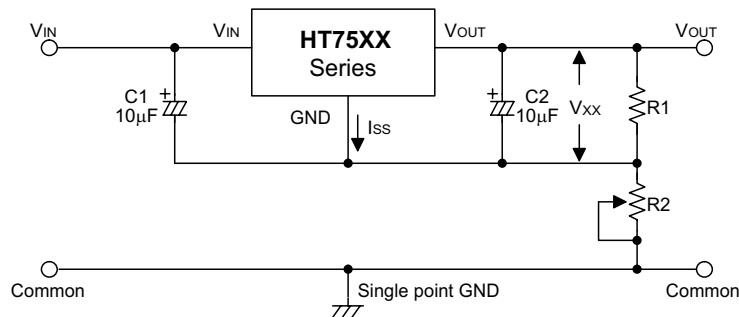 VIN
VIN
HT75XX
Series
VOUT
VOUT
C1
10μF
+
GND
ISS
+
C2
10μF
VXX
R1
R2
Common
Single point GND
Common